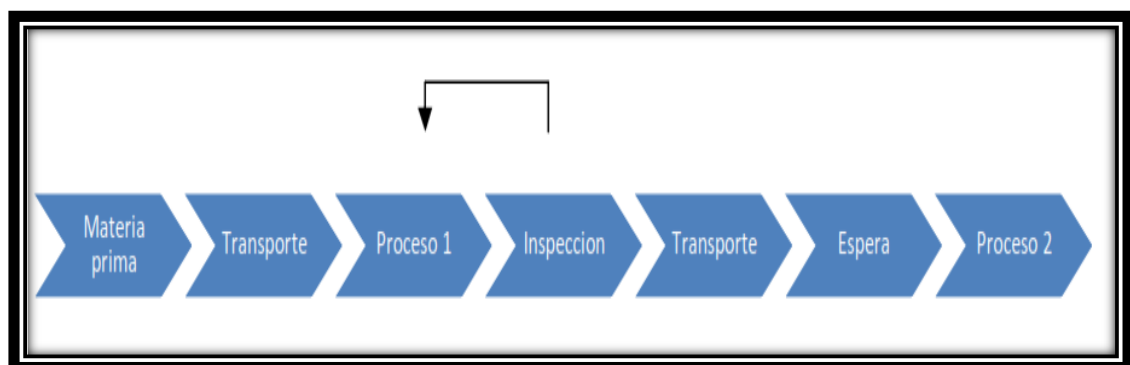 Materia
prima
Transporte
Proceso 1
Inspeccion
Transporte
Espera
Proceso 2